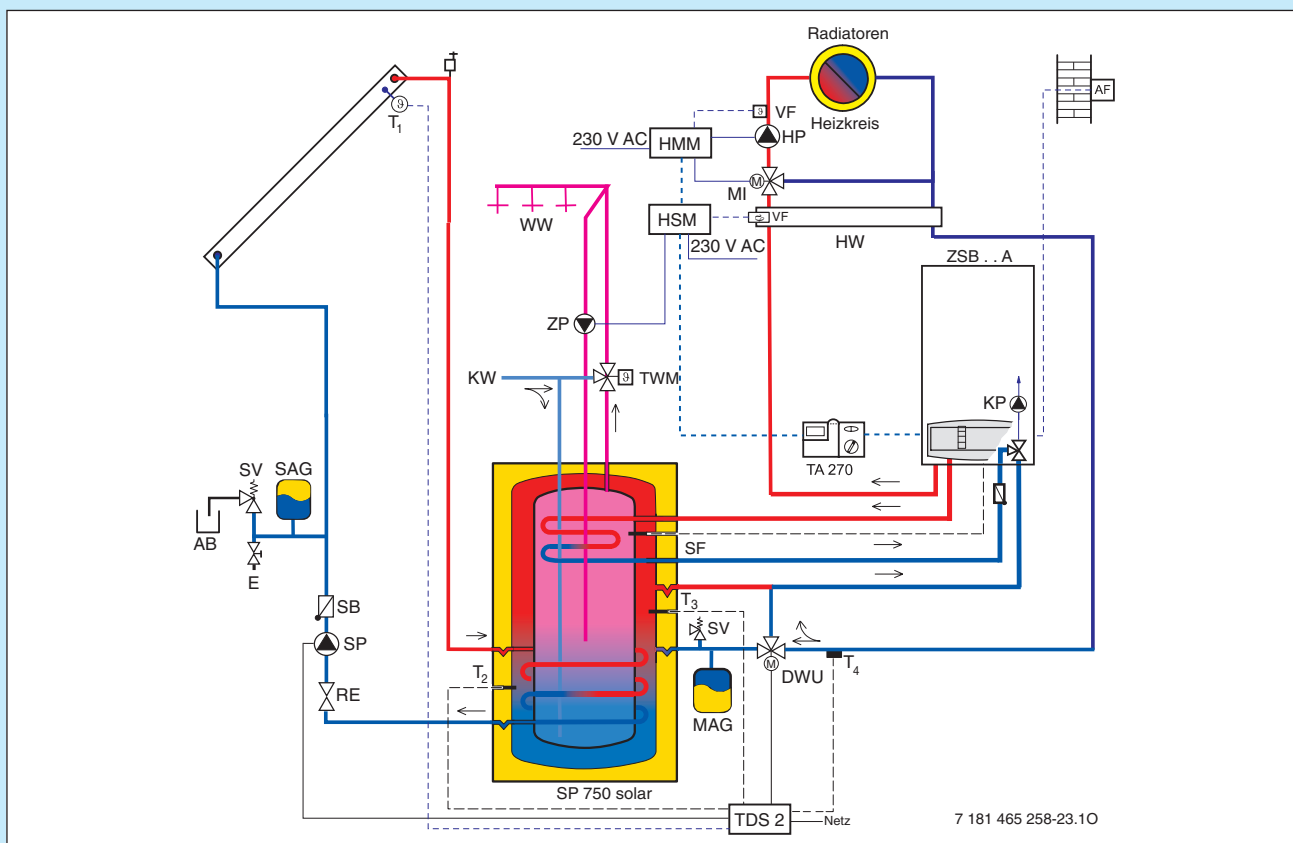 Radiatoren
Heizkreis
AF
T1
VF
230 V AC
HMM
HP
MI
WW
HSM
VF
HW
230 V AC
ZSB . . A
ZP
KW
TWM
KP
TA 270
SV
SAG
AB
E
SF
SB
T3
SV
SP
T2
DWU
T4
RE
MAG
M
M
SP 750 solar
TDS 2
Netz
7 181 465 258-23.1O